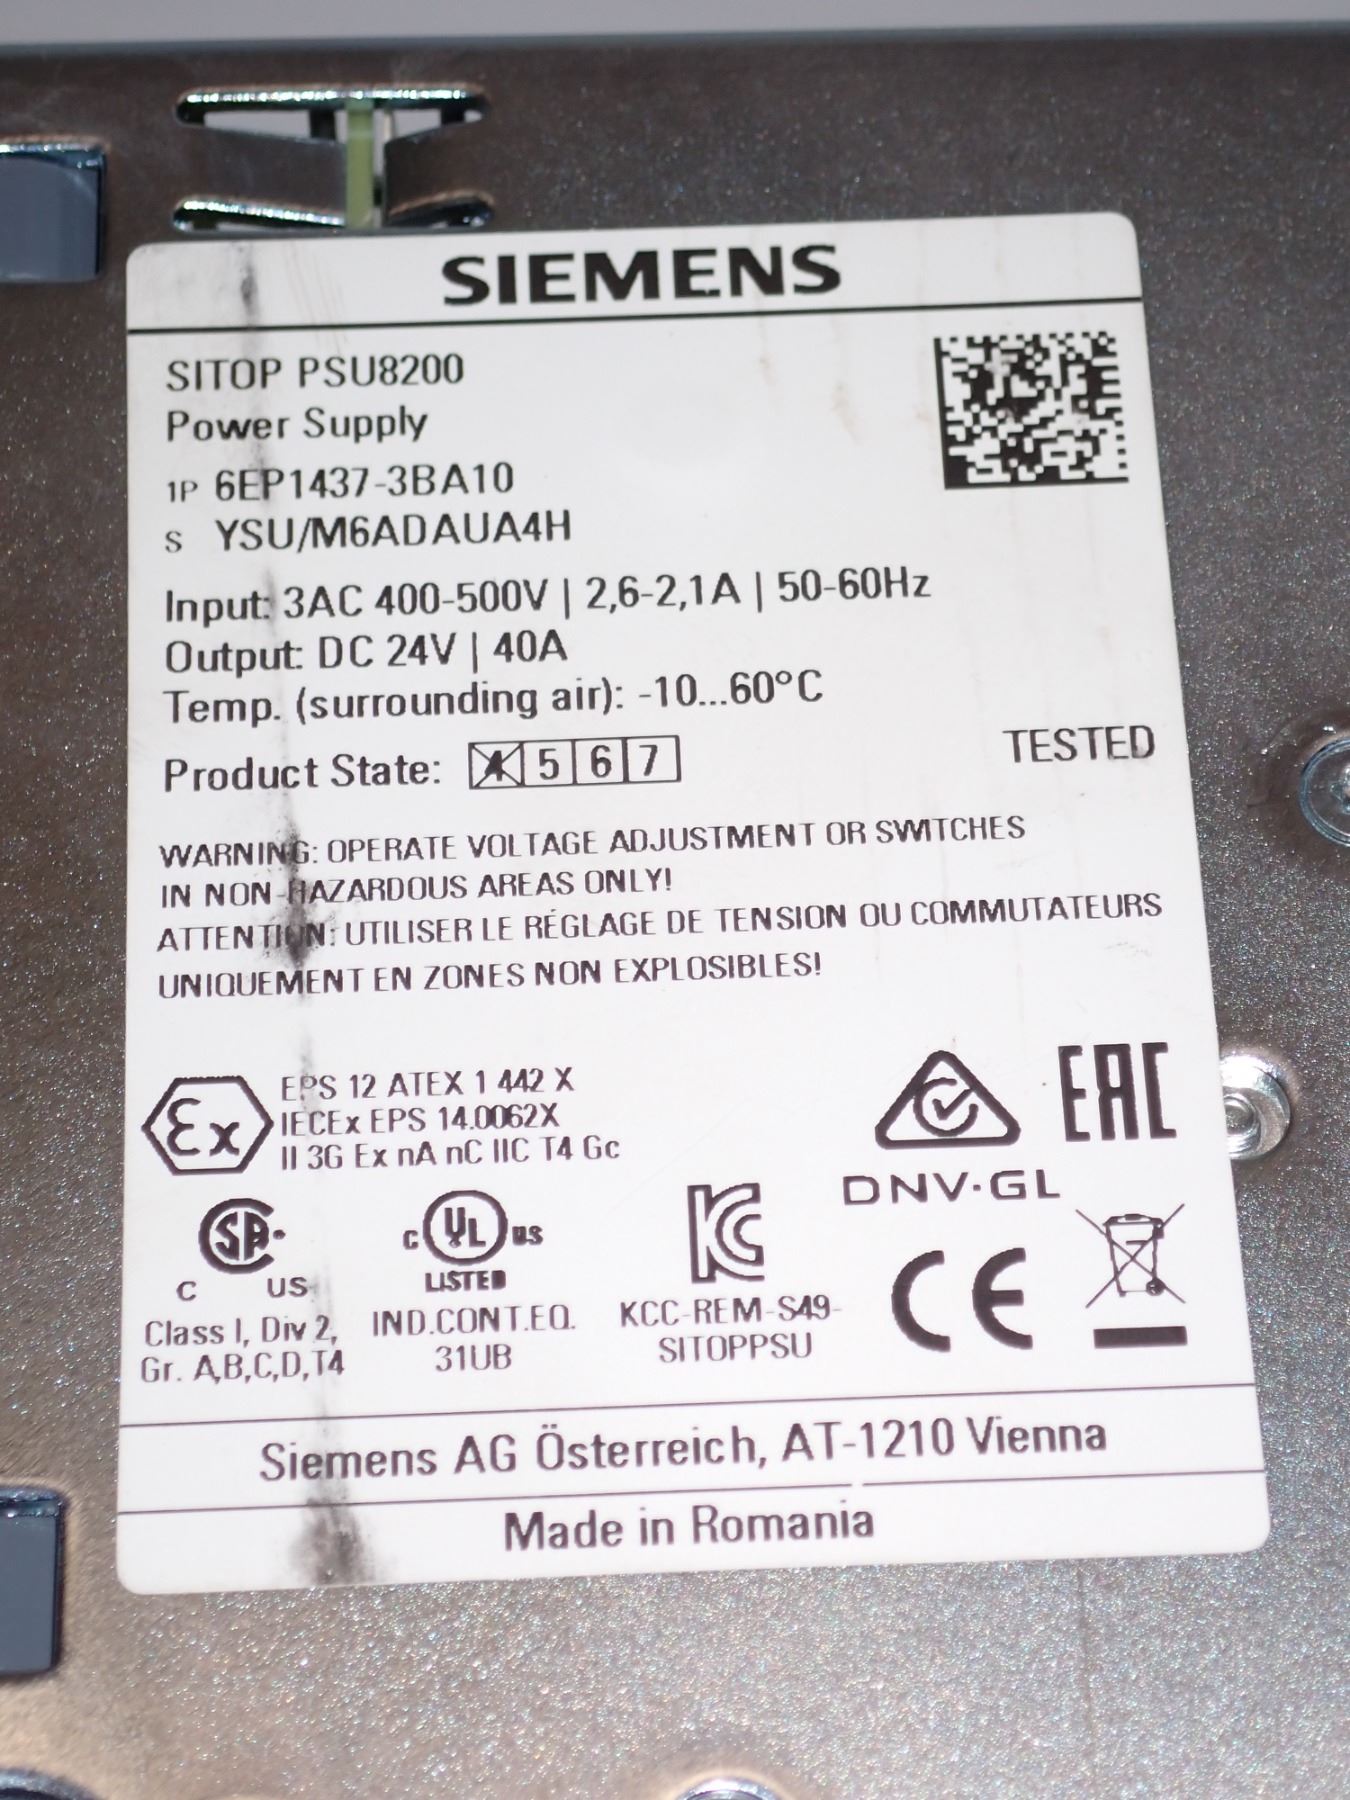 SIEMENS
SITOP PSU8200
Power Supply
1P 6EP1437-3BA10
S YSU/M6ADAUA4H
Input: 3AC 400-500V | 2,6-2,1A | 50-60Hz
Output: DC 24V | 40A
Temp. (surrounding air): -10...60°C
Product State: 4 5 6 7
TESTED
WARNING: OPERATE VOLTAGE ADJUSTMENT OR SWITCHES
IN NON-HAZARDOUS AREAS ONLY!
ATTENTION: UTILISER LE RÉGLAGE DE TENSION OU COMMUTATEURS
UNIQUEMENT EN ZONES NON EXPLOSIBLES!
Ex
EPS 12 ATEX 1 442 X
IECEx EPS 14.0062X
II 3G Ex nA nC IIC T4 Gc
EAC
DNV·GL
SA
C US
Class I, Div 2,
Gr. A,B,C,D,T4
C UL US
LISTED
IND.CONT.EQ.
31UB
KC
KCC-REM-S49-
SITOPPSU
CE
Siemens AG Österreich, AT-1210 Vienna
Made in Romania